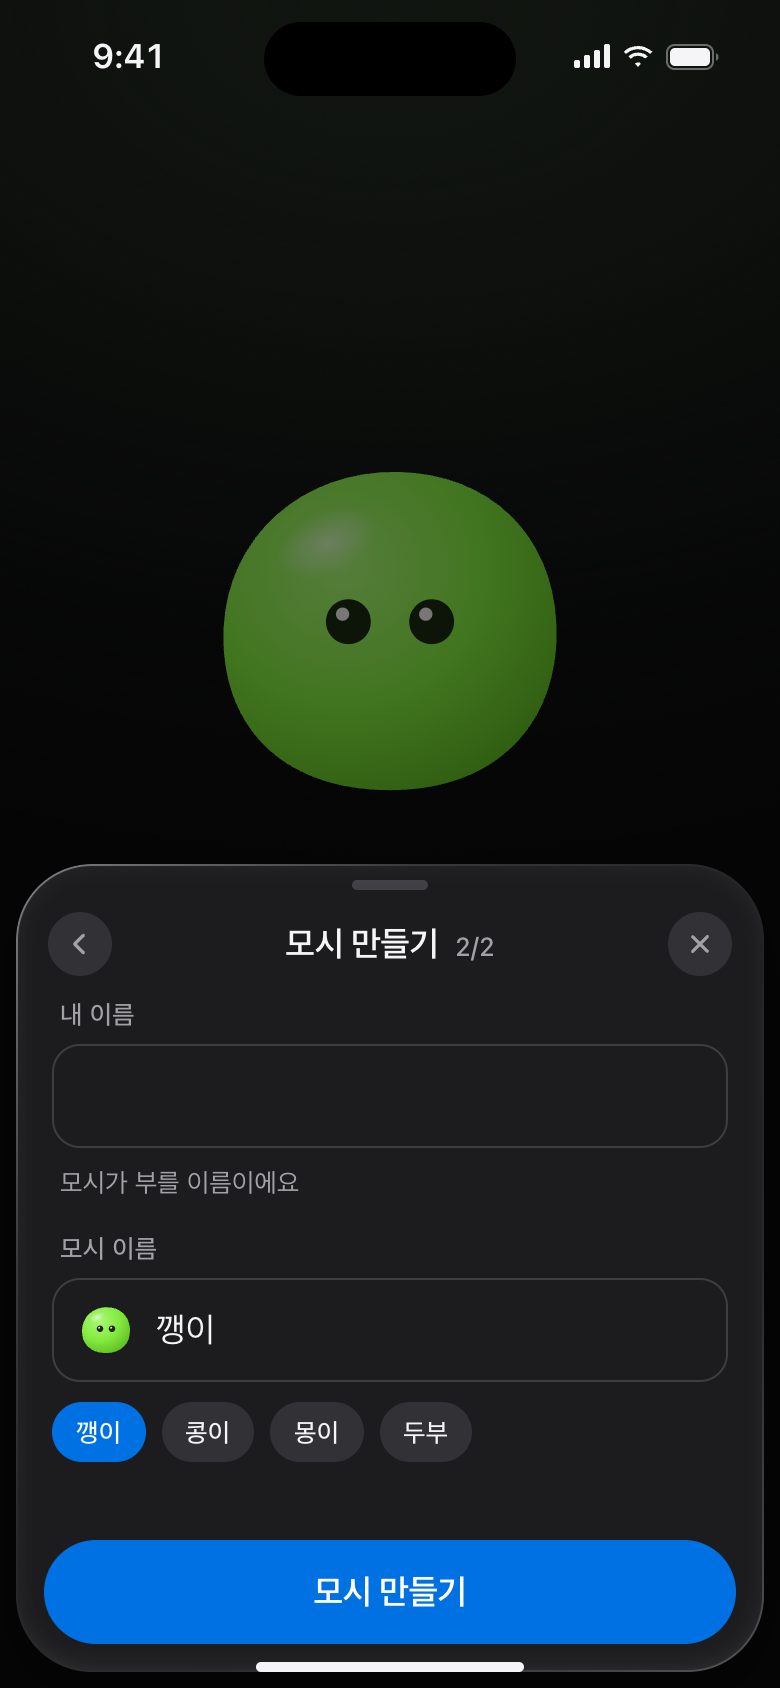 9:41
모시 만들기 2/2
내 이름
모시가 부를 이름이에요
모시 이름
깽이
깽이 콩이 몽이 두부
모시 만들기